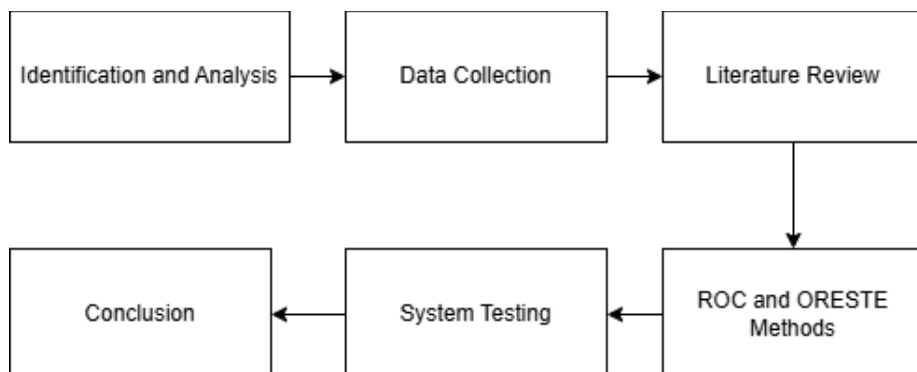 Identification and Analysis
Data Collection
Literature Review
ROC and ORESTE
Methods
System Testing
Conclusion